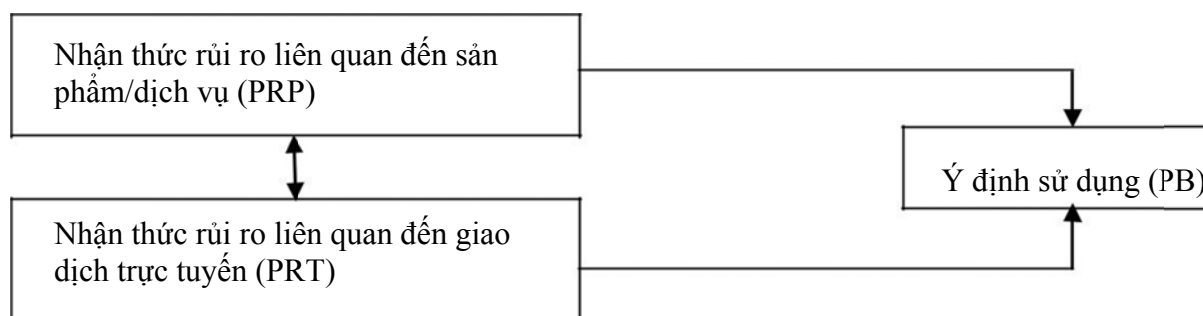 Nhận thức rủi ro liên quan đến sản
phẩm/dịch vụ (PRP)
Ý định sử dụng (PB)
Nhận thức rủi ro liên quan đến giao
dịch trực tuyến (PRT)